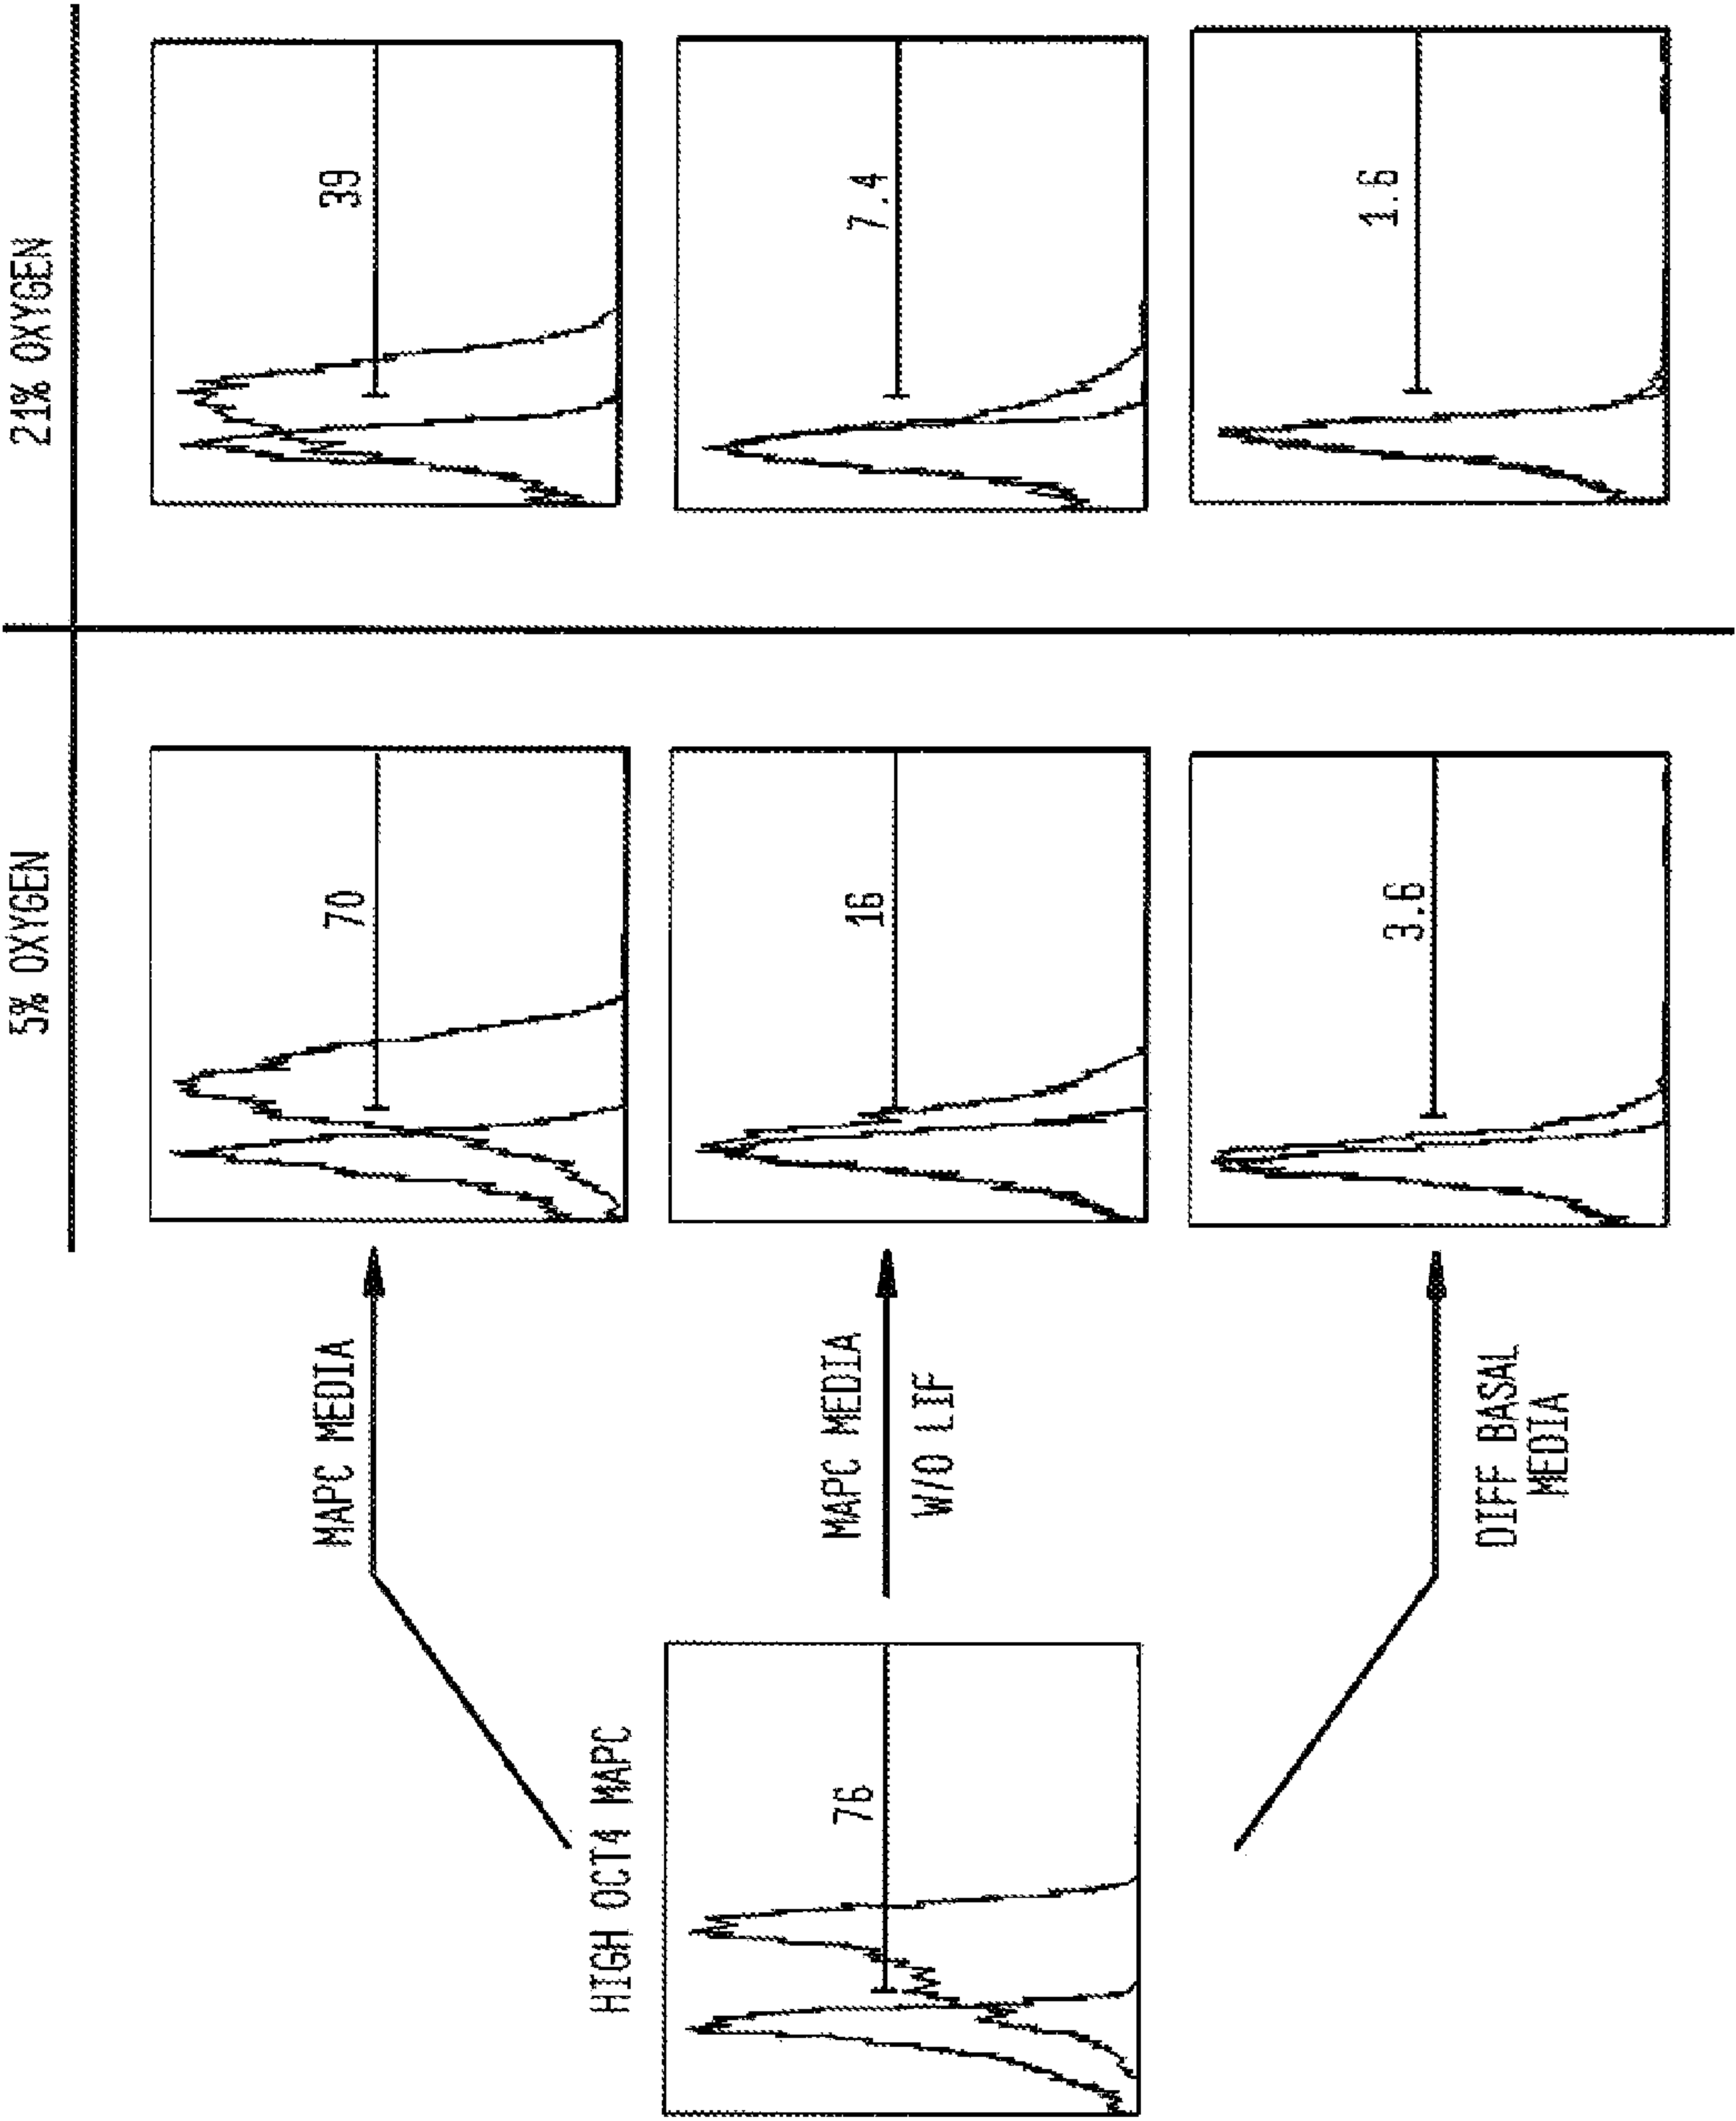 5% OXYGEN
21% OXYGEN
HIGH OCT4 MAPC
76
MAPC MEDIA
70
39
MAPC MEDIA
W/O LIF
16
7.4
DIFF BASAL
MEDIA
3.6
1.6